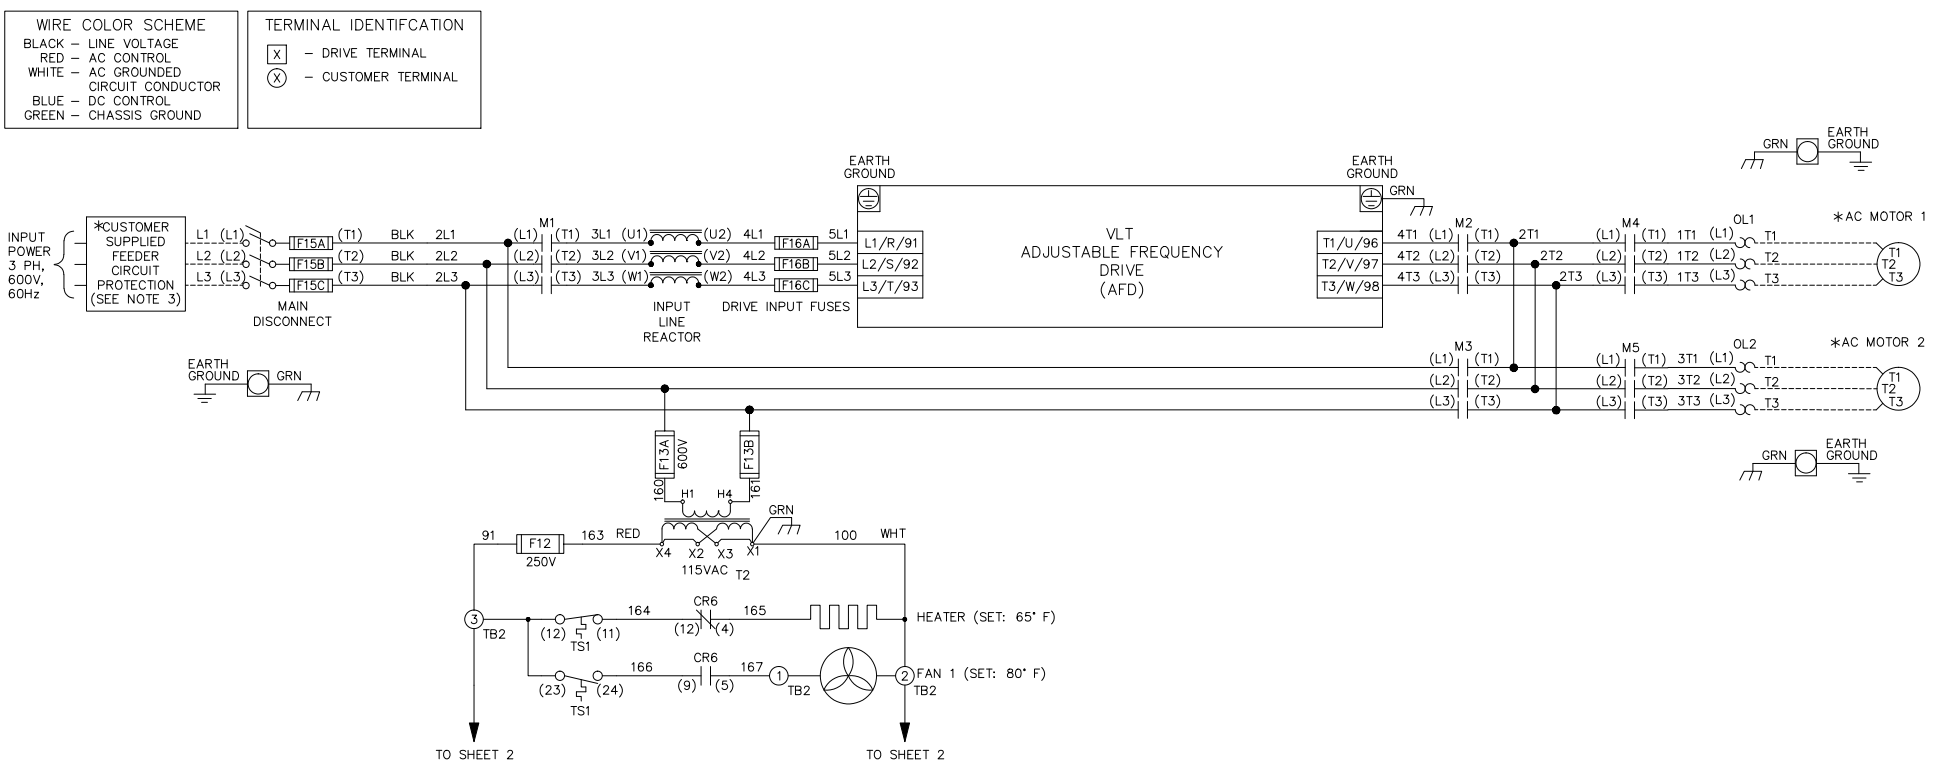 WIRE COLOR SCHEME
BLACK – LINE VOLTAGE
RED – AC CONTROL
WHITE – AC GROUNDED
CIRCUIT CONDUCTOR
BLUE – DC CONTROL
GREEN – CHASSIS GROUND
TERMINAL IDENTIFCATION
X – DRIVE TERMINAL
X – CUSTOMER TERMINAL
INPUT
POWER
3 PH,
600V,
60Hz
*CUSTOMER
SUPPLIED
FEEDER
CIRCUIT
PROTECTION
(SEE NOTE 3)
L1 (L1) F15A (T1) BLK 2L1
L2 (L2) F15B (T2) BLK 2L2
L3 (L3) F15C (T3) BLK 2L3
MAIN
DISCONNECT
M1
(L1) (T1) 3L1 (U1) (U2) 4L1 F16A 5L1
(L2) (T2) 3L2 (V1) (V2) 4L2 F16B 5L2
(L3) (T3) 3L3 (W1) (W2) 4L3 F16C 5L3
INPUT
LINE
REACTOR
DRIVE INPUT FUSES
EARTH
GROUND
L1/R/91
L2/S/92
L3/T/93
VLT
ADJUSTABLE FREQUENCY
DRIVE
(AFD)
EARTH
GROUND
GRN
T1/U/96
T2/V/97
T3/W/98
M2
4T1 (L1) (T1) 2T1
4T2 (L2) (T2) 2T2
4T3 (L3) (T3) 2T3
M4
(L1) (T1) 1T1 (L1)
(L2) (T2) 1T2 (L2)
(L3) (T3) 1T3 (L3)
OL1
T1
T2
T3
*AC MOTOR 1
T1
T2
T3
GRN
EARTH
GROUND
M3
(L1) (T1)
(L2) (T2)
(L3) (T3)
M5
(L1) (T1) 3T1 (L1)
(L2) (T2) 3T2 (L2)
(L3) (T3) 3T3 (L3)
OL2
T1
T2
T3
*AC MOTOR 2
T1
T2
T3
GRN
EARTH
GROUND
EARTH
GROUND
GRN
F13A
600V
F13B
160
161
H1 H4
GRN
91 F12 163 RED
250V
X4 X2 X3 X1
100 WHT
115VAC T2
3
TB2
(12) (11)
TS1
164
CR6
(12) (4)
165
HEATER (SET: 65° F)
(23) (24)
TS1
166
CR6
(9) (5)
167
1
TB2
2
TB2
FAN 1 (SET: 80° F)
TO SHEET 2
TO SHEET 2